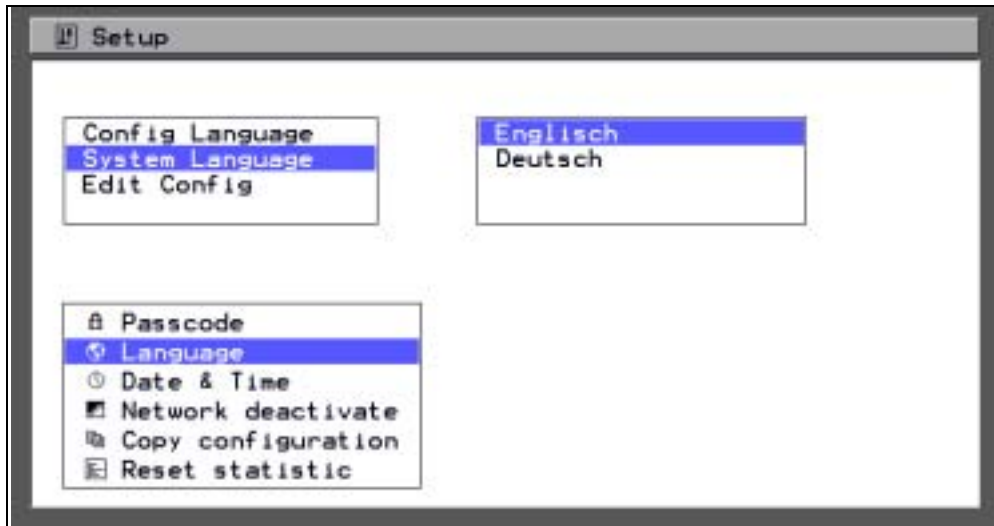 Setup
Config Language
System Language
Edit Config
Englisch
Deutsch
Passcode
Language
Date & Time
Network deactivate
Copy configuration
Reset statistic